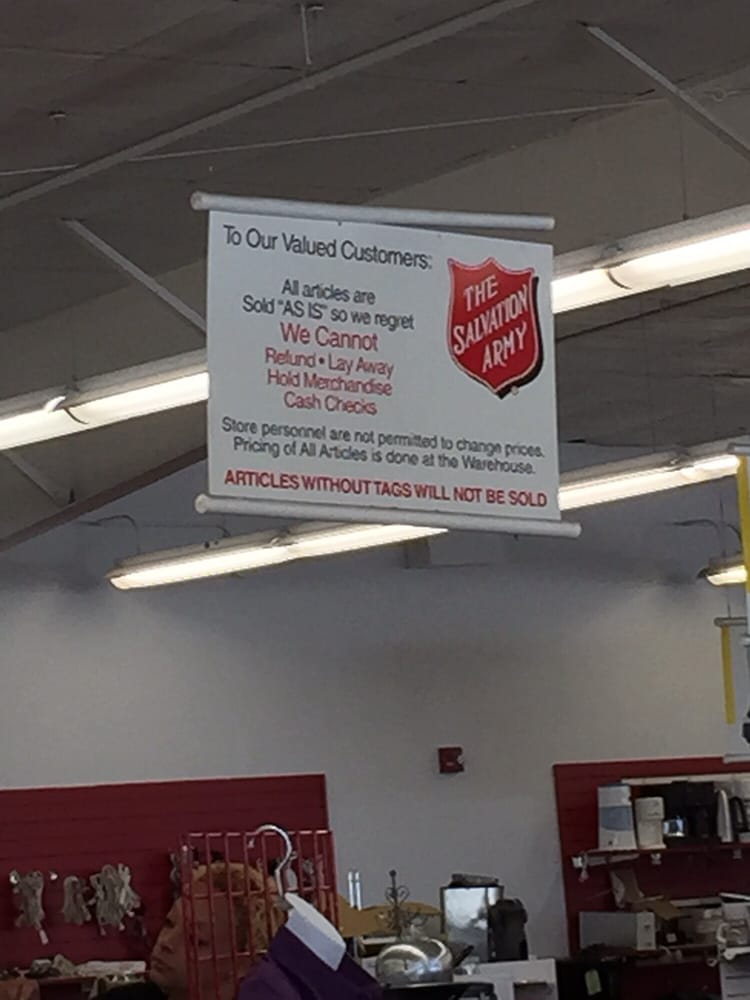 To Our Valued Customers:
All articles are
Sold "AS IS" so we regret
We Cannot
Refund • Lay Away
Hold Merchandise
Cash Checks
Store personnel are not permitted to change prices.
Pricing of All Articles is done at the Warehouse.
ARTICLES WITHOUT TAGS WILL NOT BE SOLD
THE
SALVATION
ARMY